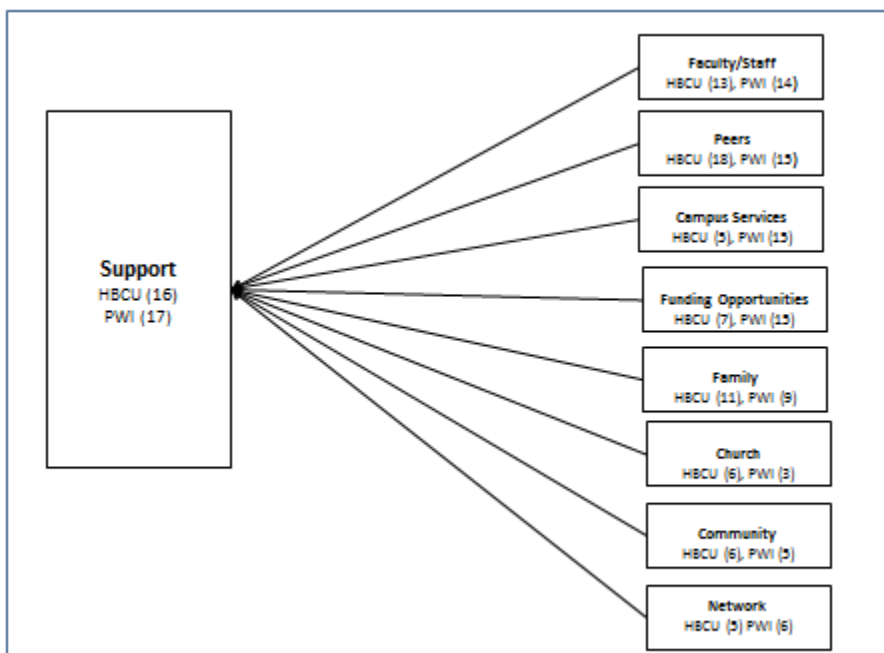 Support
HBCU (16)
PWI (17)
Faculty/Staff
HBCU (13), PWI (14)
Peers
HBCU (18), PWI (15)
Campus Services
HBCU (5), PWI (15)
Funding Opportunities
HBCU (7), PWI (15)
Family
HBCU (11), PWI (9)
Church
HBCU (6), PWI (3)
Community
HBCU (6), PWI (5)
Network
HBCU (5) PWI (6)